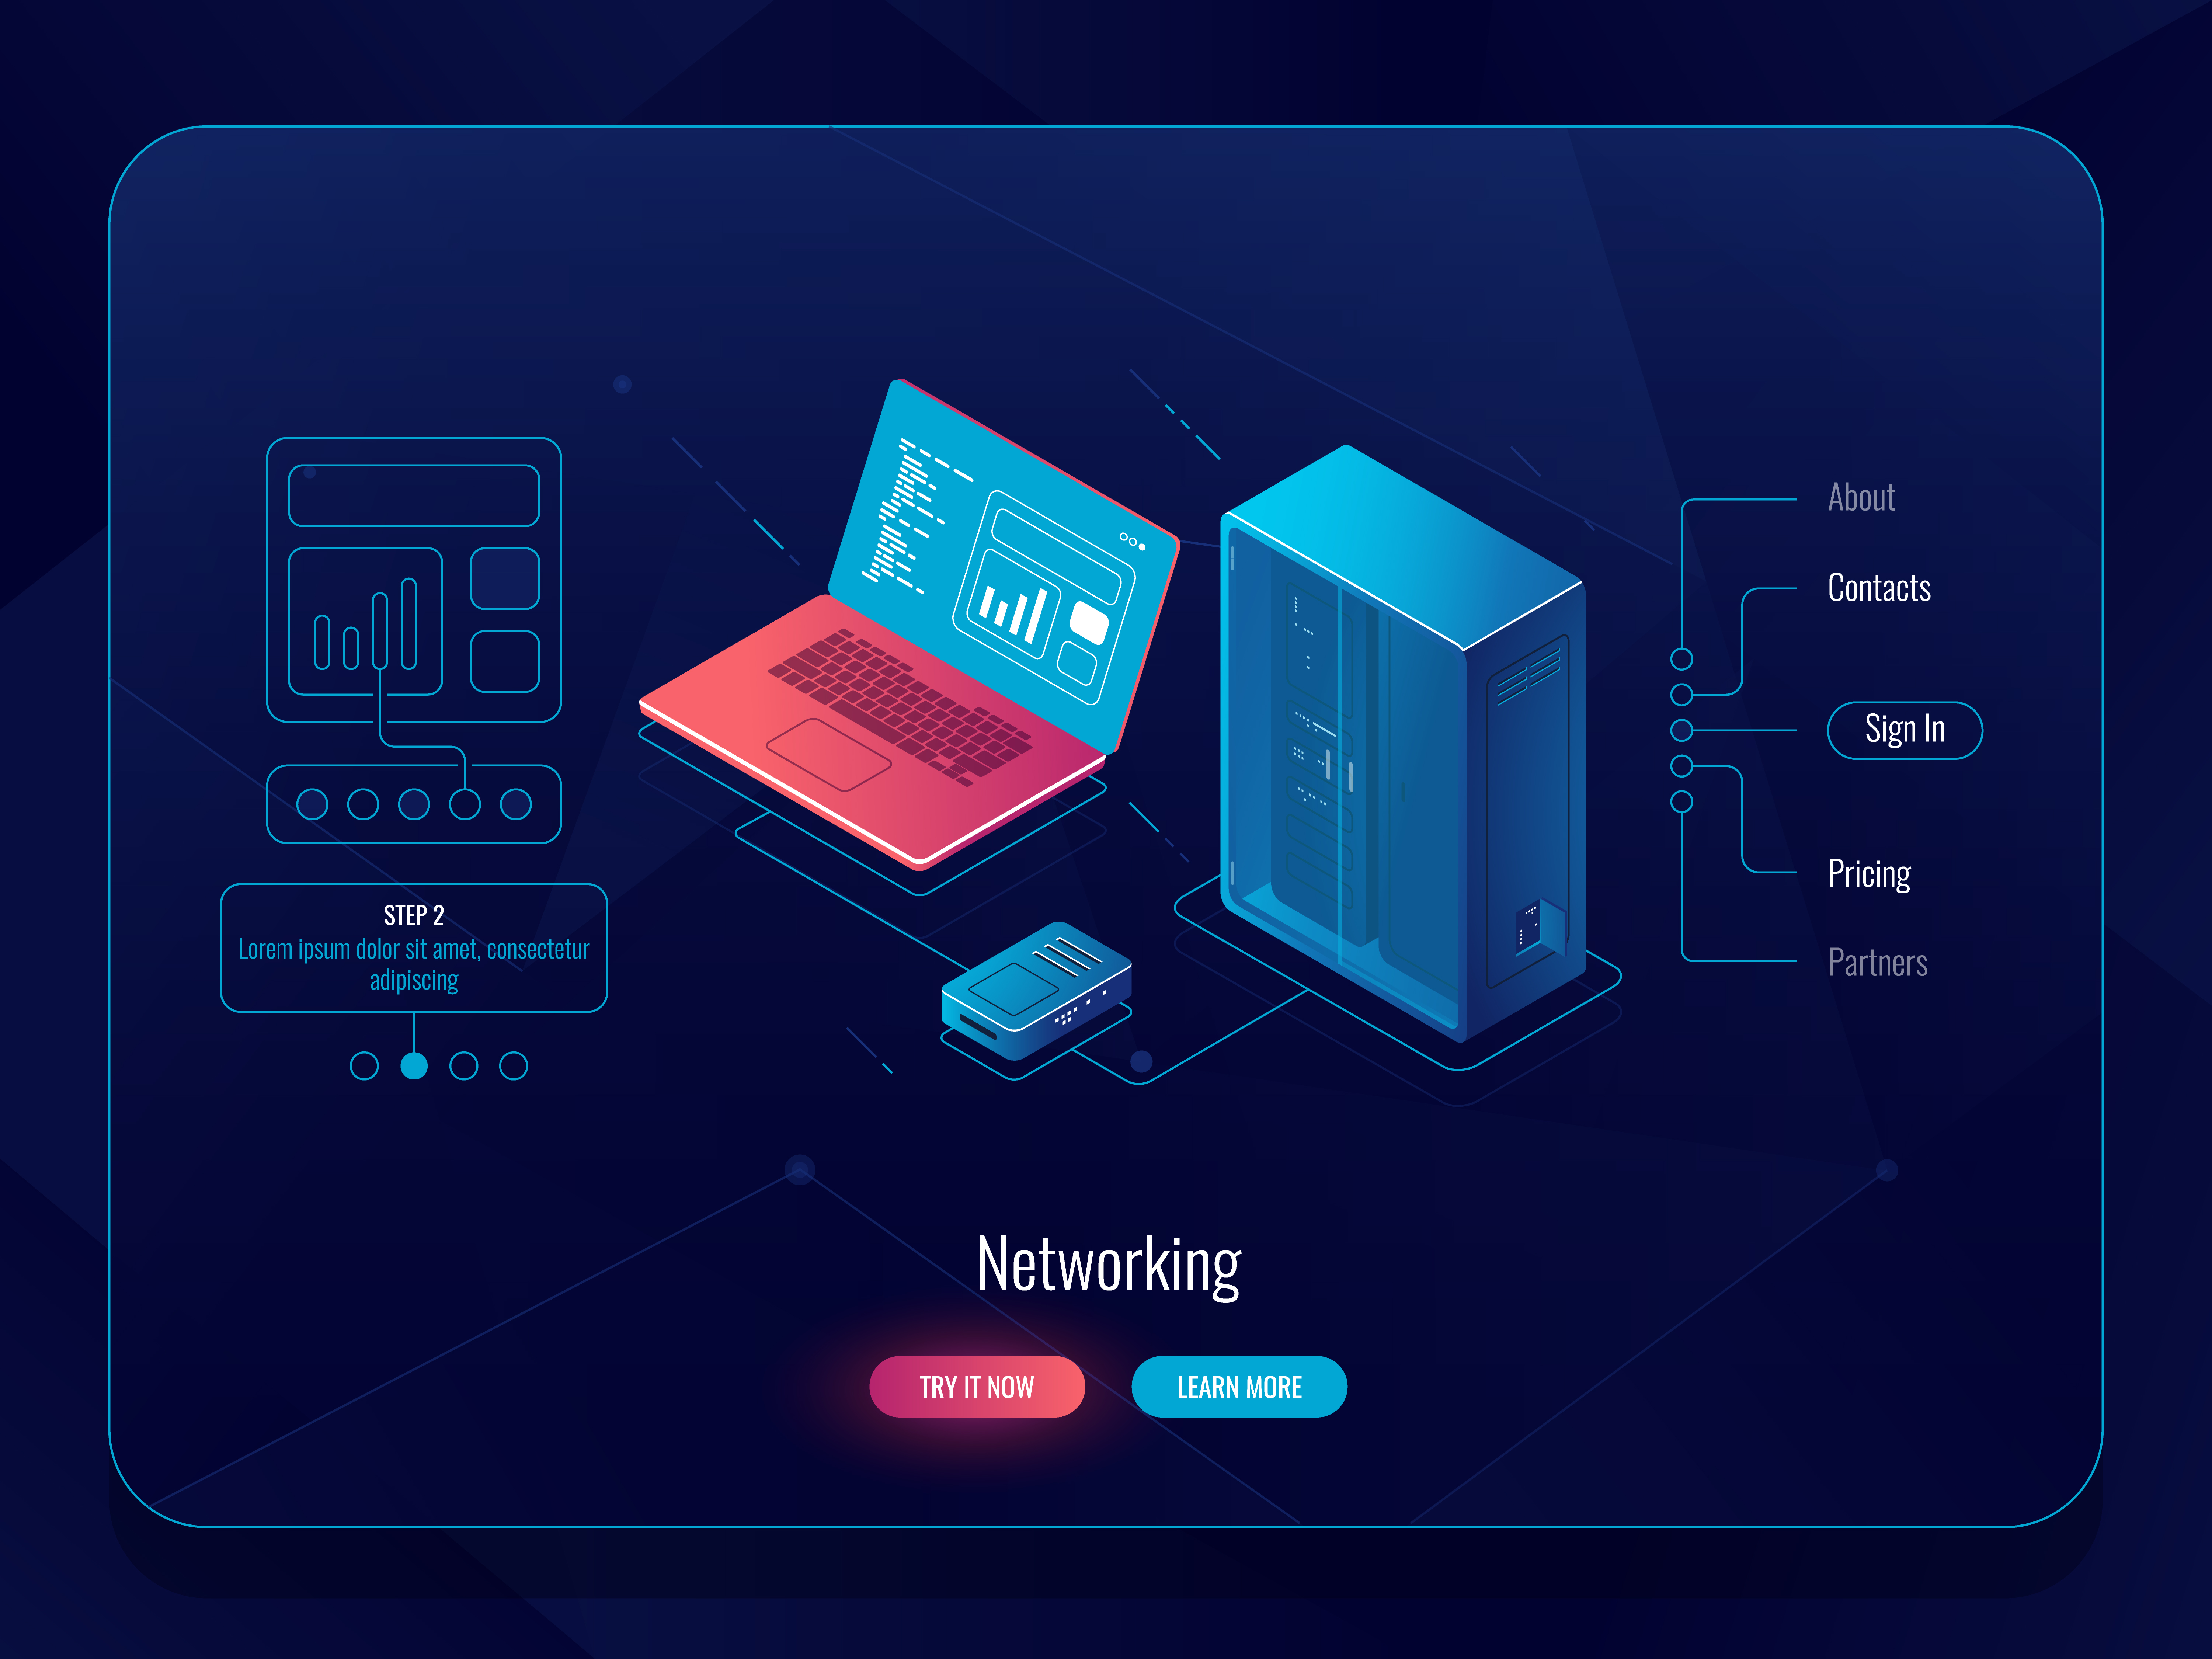 About
Contacts
Sign In
Pricing
Partners
STEP 2
Lorem ipsum dolor sit amet, consectetur
adipiscing
Networking
TRY IT NOW
LEARN MORE